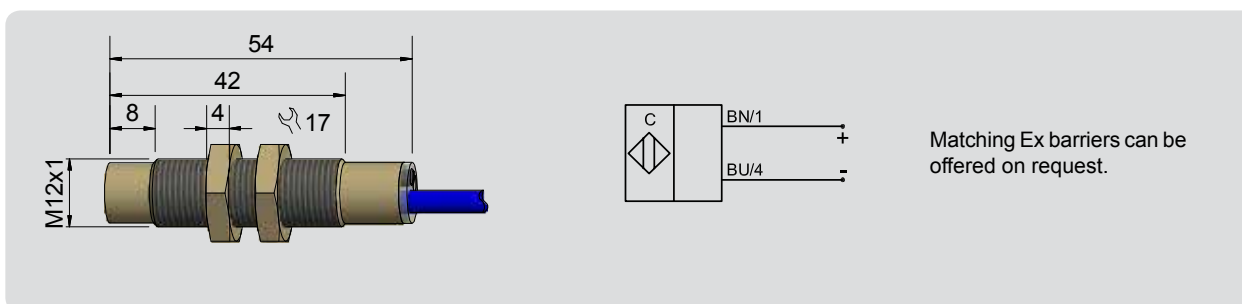 54
42
8
4
17
M12x1
C
BN/1
+
BU/4
-
Matching Ex barriers can be
offered on request.